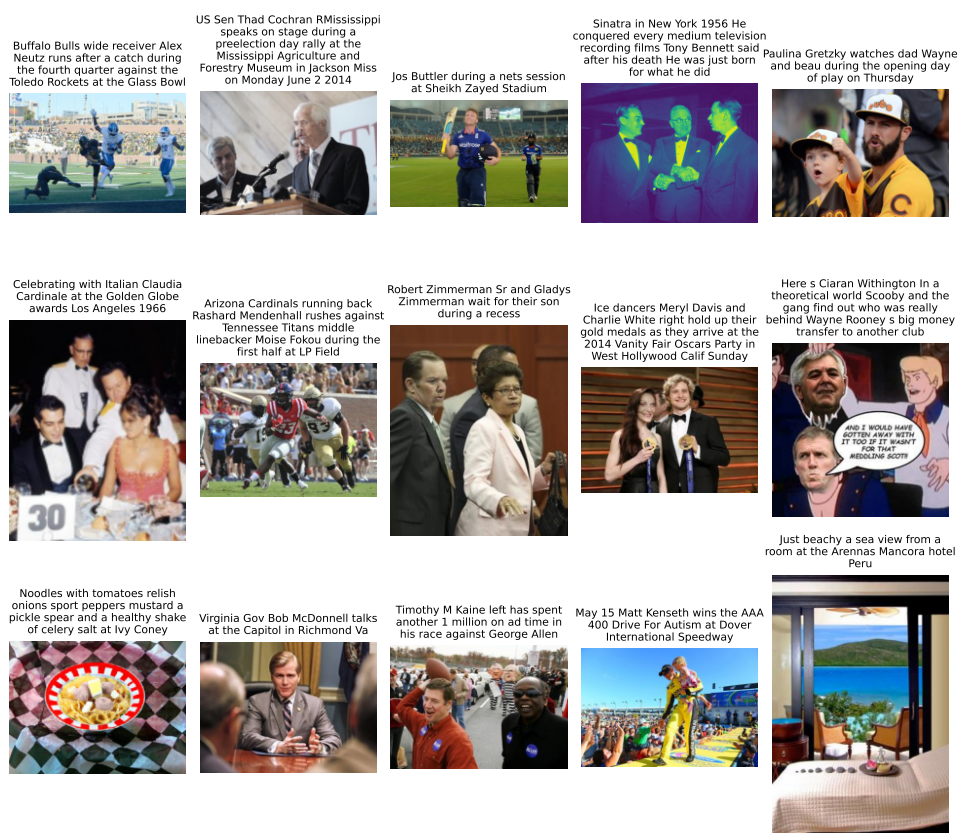 Buffalo Bulls wide receiver Alex
Neutz runs after a catch during
the fourth quarter against the
Toledo Rockets at the Glass Bowl
US Sen Thad Cochran RMississippi
speaks on stage during a
preelection day rally at the
Mississippi Agriculture and
Forestry Museum in Jackson Miss
on Monday June 2 2014
Jos Buttler during a nets session
at Sheikh Zayed Stadium
waitrose
Sinatra in New York 1956 He
conquered every medium television
recording films Tony Bennett said
after his death He was just born
for what he did
Paulina Gretzky watches dad Wayne
and beau during the opening day
of play on Thursday
C
Celebrating with Italian Claudia
Cardinale at the Golden Globe
awards Los Angeles 1966
30
Arizona Cardinals running back
Rashard Mendenhall rushes against
Tennessee Titans middle
linebacker Moise Fokou during the
first half at LP Field
Robert Zimmerman Sr and Gladys
Zimmerman wait for their son
during a recess
Ice dancers Meryl Davis and
Charlie White right hold up their
gold medals as they arrive at the
2014 Vanity Fair Oscars Party in
West Hollywood Calif Sunday
Here s Ciaran Withington In a
theoretical world Scooby and the
gang find out who was really
behind Wayne Rooney s big money
transfer to another club
AND I WOULD HAVE
GOTTEN AWAY WITH
IT TOO IF IT WASN'T
FOR THAT
MEDDLING SCOT!!
Noodles with tomatoes relish
onions sport peppers mustard a
pickle spear and a healthy shake
of celery salt at Ivy Coney
Virginia Gov Bob McDonnell talks
at the Capitol in Richmond Va
Timothy M Kaine left has spent
another 1 million on ad time in
his race against George Allen
May 15 Matt Kenseth wins the AAA
400 Drive For Autism at Dover
International Speedway
Just beachy a sea view from a
room at the Arennas Mancora hotel
Peru